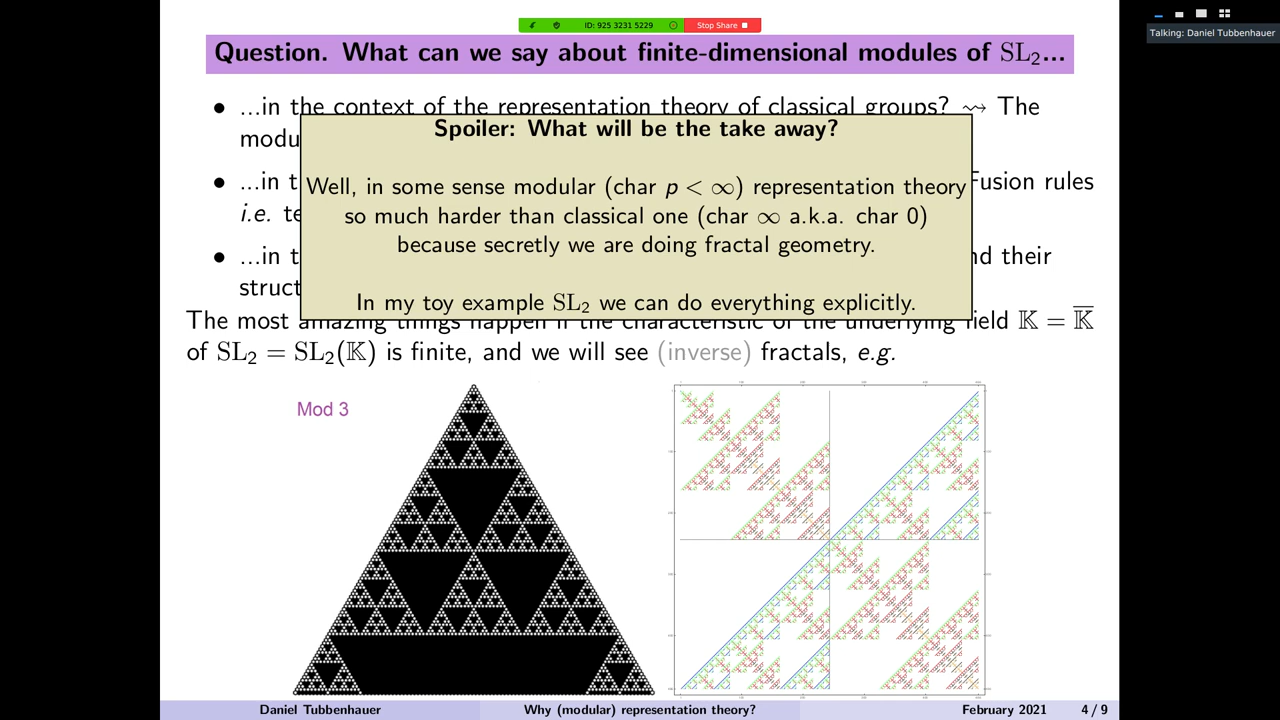 ID: 925 3231 5229
Stop Share
Talking: Daniel Tubbenhauer
Question. What can we say about finite-dimensional modules of SL₂...
• ...in the context of the representation theory of classical groups? ⇝ The
modu
Spoiler: What will be the take away?
• ...in t
Fusion rules
i.e. te
Well, in some sense modular (char p < ∞) representation theory
so much harder than classical one (char ∞ a.k.a. char 0)
because secretly we are doing fractal geometry.
• ...in t
nd their
struct
In my toy example SL₂ we can do everything explicitly.
The most amazing things happen if the characteristic of the underlying field 𝕂 = 𝕂̅
of SL₂ = SL₂(𝕂) is finite, and we will see (inverse) fractals, e.g.
Mod 3
Daniel Tubbenhauer
Why (modular) representation theory?
February 2021
4 / 9